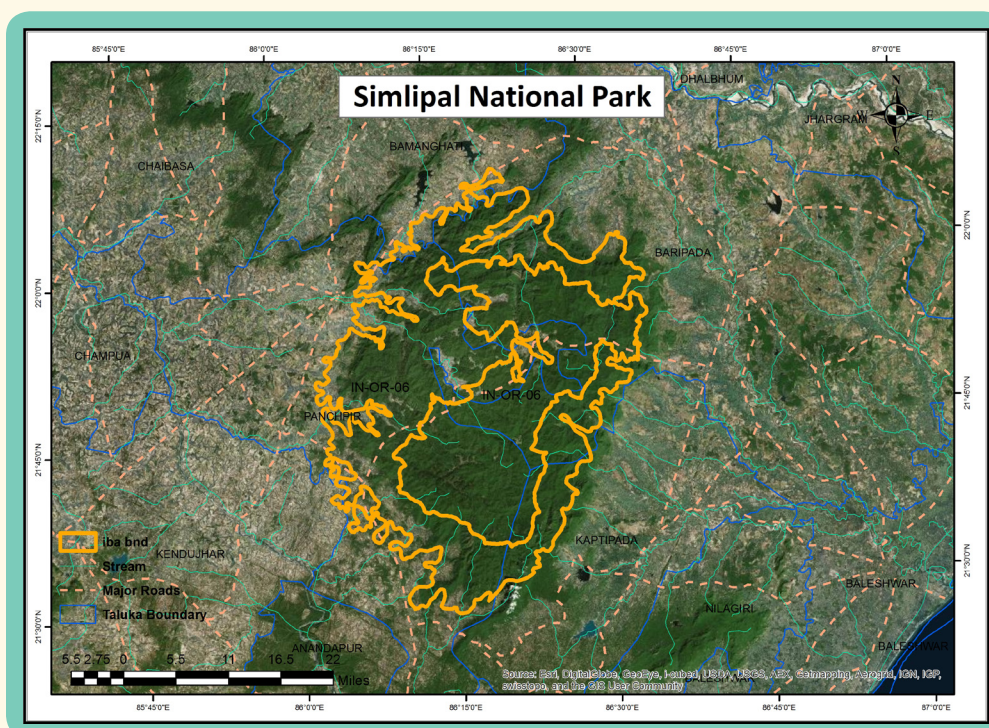 85°45'0"E 86°0'0"E 86°15'0"E 86°30'0"E 86°45'0"E 87°0'0"E
Simlipal National Park
DHALBHUM
N
W E
S
JHARGRAM
22°15'0"N
BAMANGHATI
CHAIBASA
22°0'0"N
BARIPADA
22°0'0"N
CHAMPUA
IN-OR-06
IN-OR-06
21°45'0"N
PANCHPIR
21°45'0"N
iba bnd
KAPTIPADA
KENDUJHAR
21°30'0"N
Stream
Major Roads
BALESHWAR
Taluka Boundary
NILAGIRI
21°30'0"N
ANANDAPUR
BALESHWAR
5.5 2.75 0 5.5 11 16.5 22
Miles
Source: Esri, DigitalGlobe, GeoEye, i-cubed, USDA, USGS, AEX, Getmapping, Aerogrid, IGN, IGP,
swisstopo, and the GIS User Community
85°45'0"E 86°0'0"E 86°15'0"E 86°30'0"E 86°45'0"E 87°0'0"E